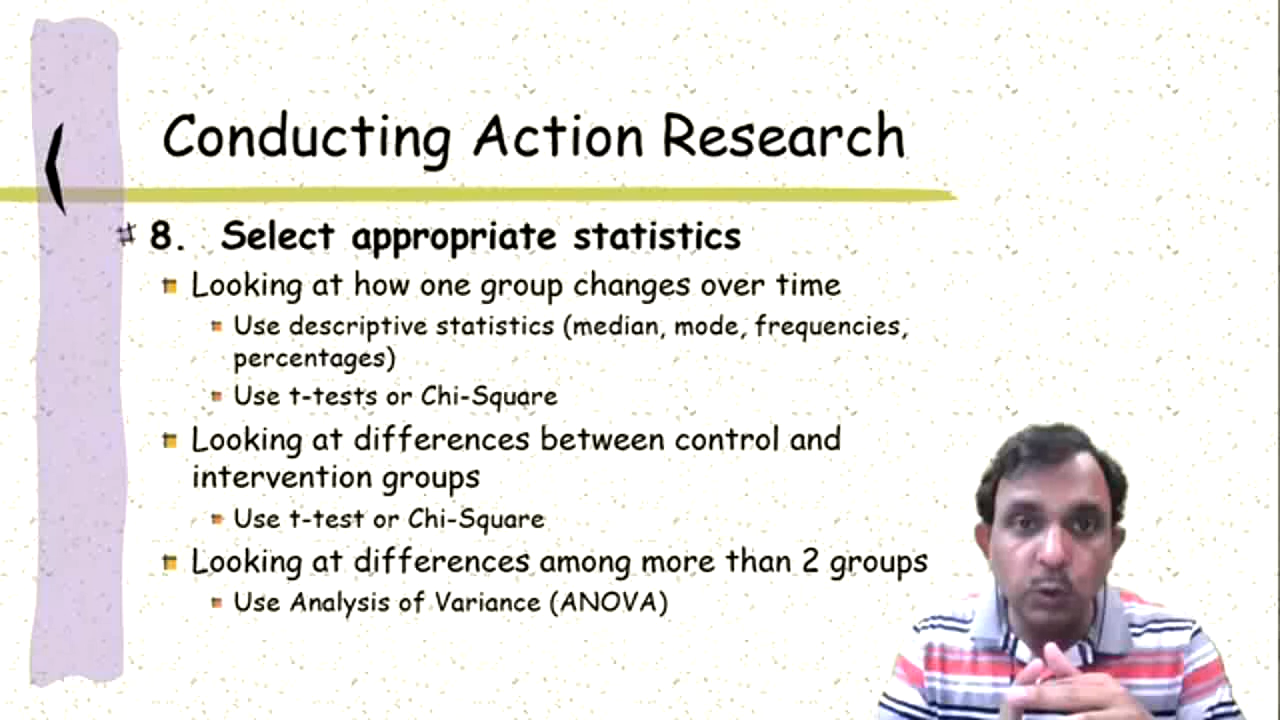 Conducting Action Research
8. Select appropriate statistics
Looking at how one group changes over time
Use descriptive statistics (median, mode, frequencies,
percentages)
Use t-tests or Chi-Square
Looking at differences between control and
intervention groups
Use t-test or Chi-Square
Looking at differences among more than 2 groups
Use Analysis of Variance (ANOVA)